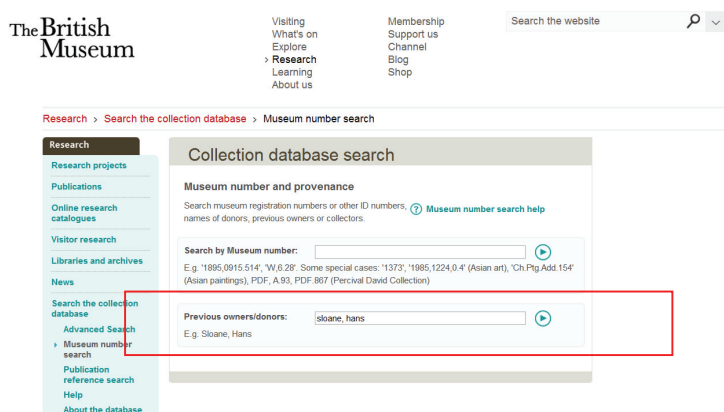 The British
Museum
Visiting
What's on
Explore
› Research
Learning
About us
Membership
Support us
Channel
Blog
Shop
Search the website
Research › Search the collection database › Museum number search
Research
Research projects
Publications
Online research
catalogues
Visitor research
Libraries and archives
News
Search the collection
database
Advanced Search
Museum number
search
Publication
reference search
Help
About the database
Collection database search
Museum number and provenance
Search museum registration numbers or other ID numbers,
names of donors, previous owners or collectors.
? Museum number search help
Search by Museum number:
E.g. '1895,0915.514', 'W,6.28'. Some special cases: '1373', '1985,1224,0.4' (Asian art), 'Ch.Ptg.Add.154'
(Asian paintings), PDF, A.93, PDF.867 (Percival David Collection)
Previous owners/donors: sloane, hans
E.g. Sloane, Hans